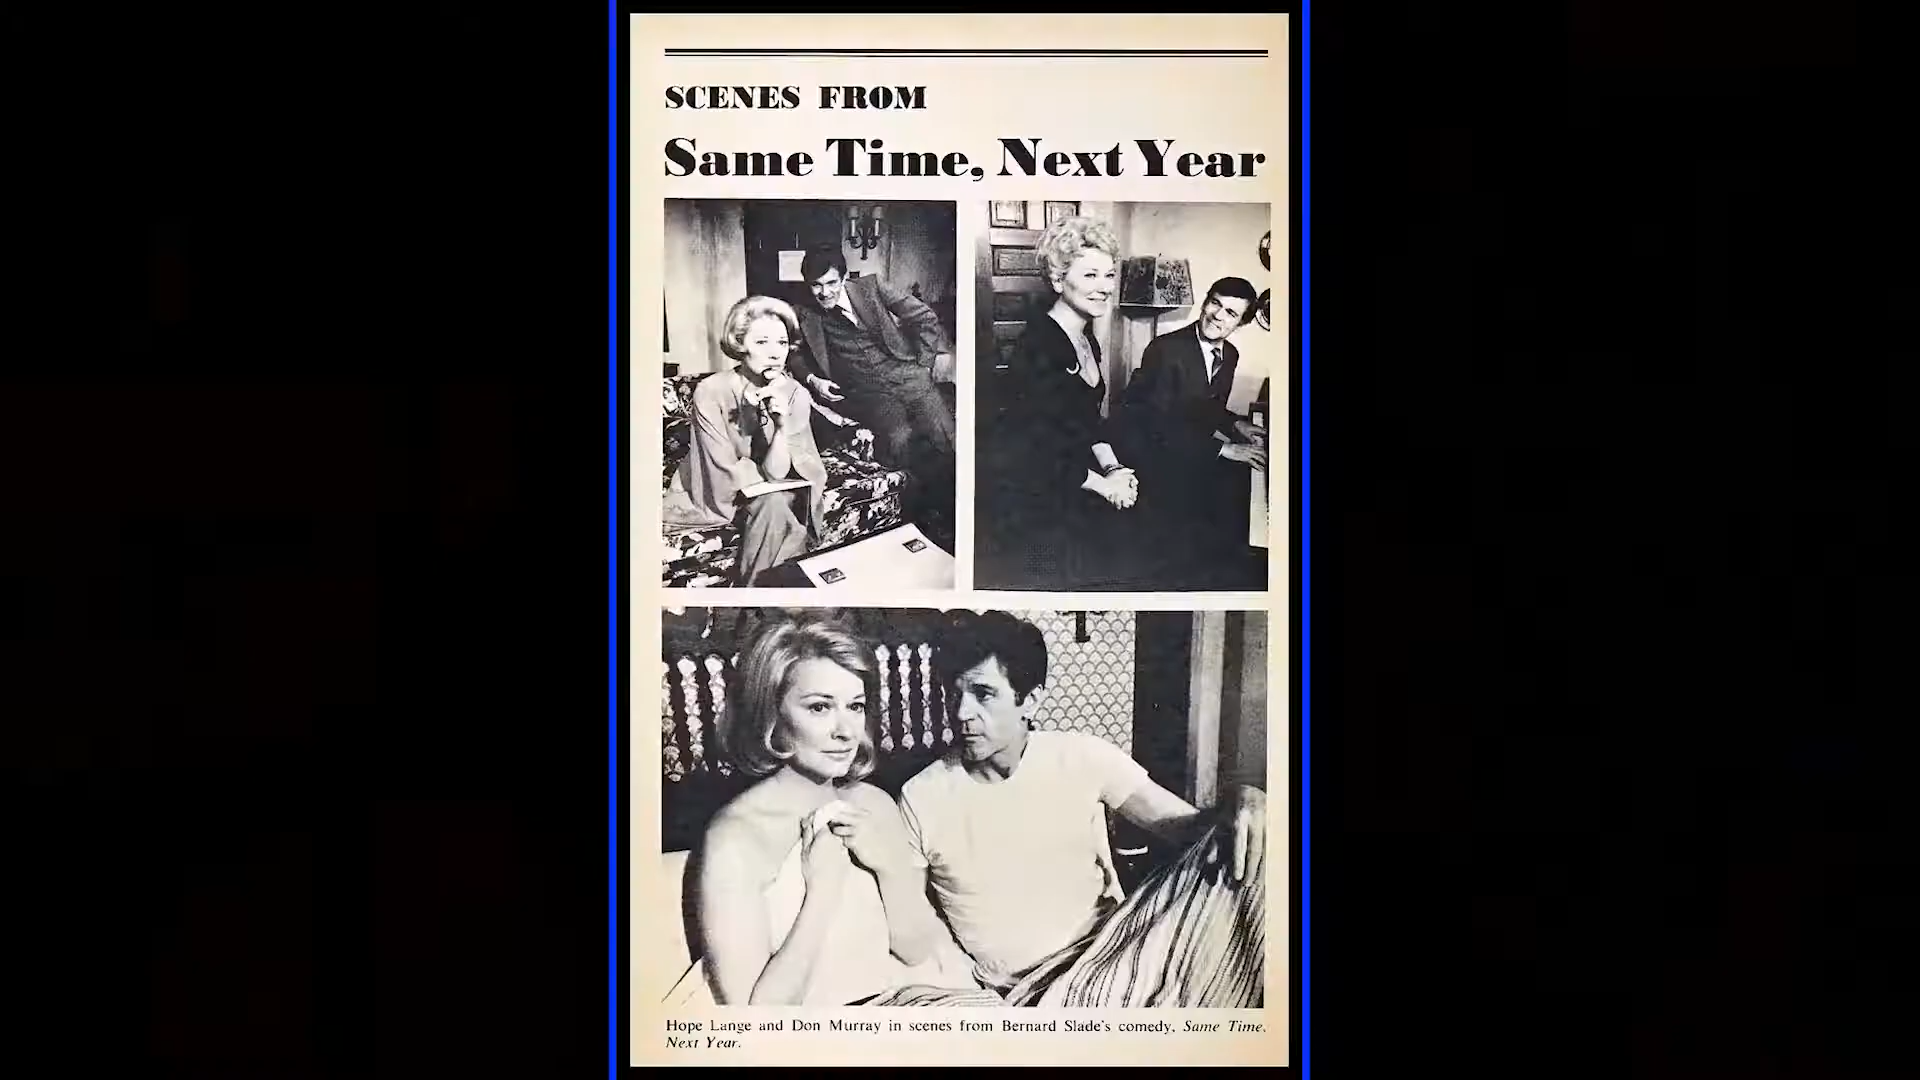 SCENES FROM
Same Time, Next Year
Hope Lange and Don Murray in scenes from Bernard Slade's comedy, Same Time,
Next Year.